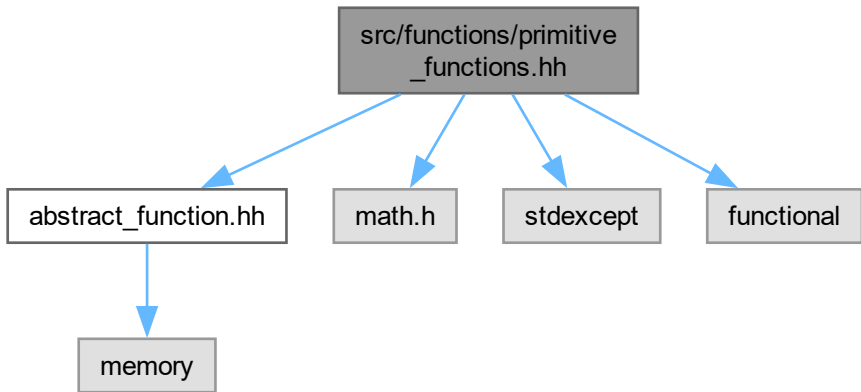 src/functions/primitive
_functions.hh
abstract_function.hh
math.h
stdexcept
functional
memory